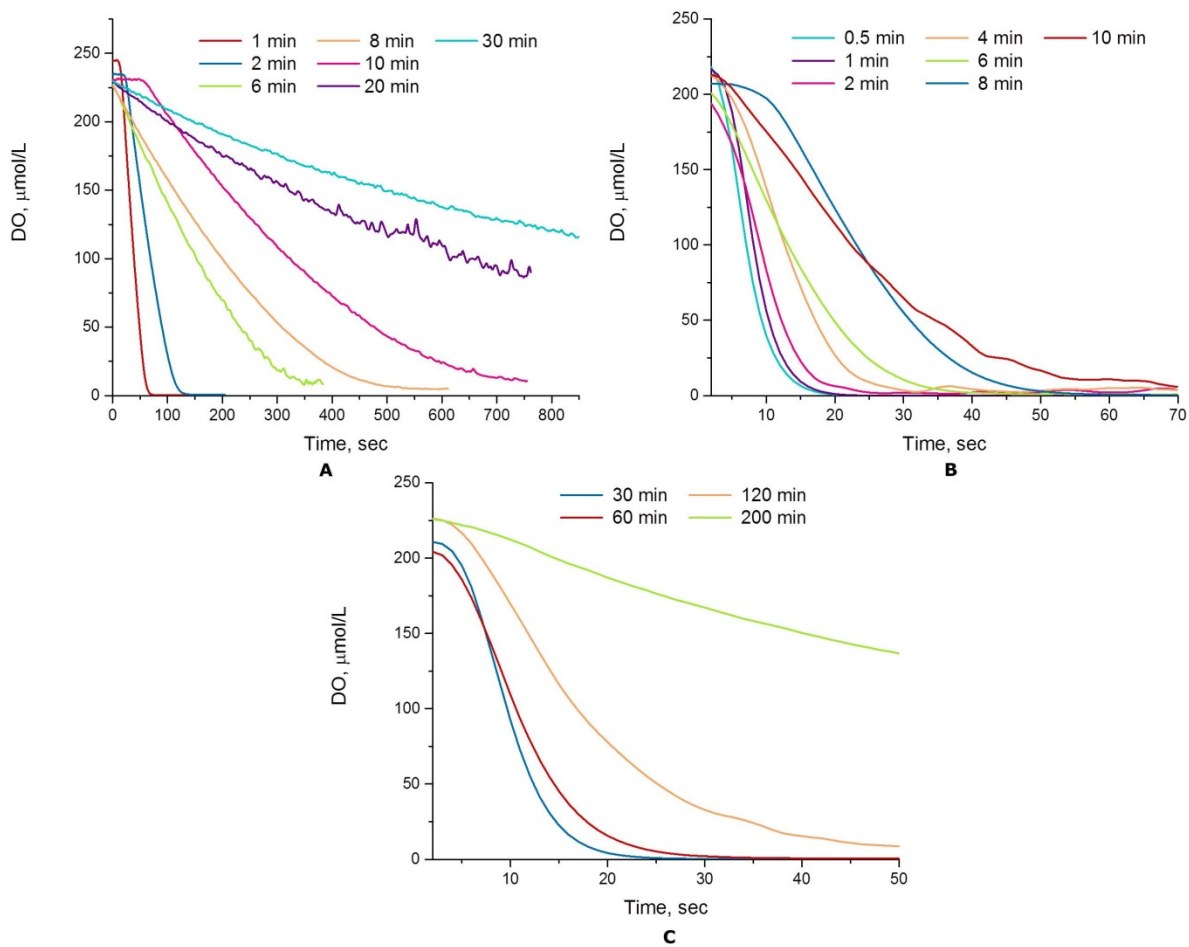 1 min 8 min 30 min
2 min 10 min
6 min 20 min
250
200
150
100
50
0
DO, µmol/L
0 100 200 300 400 500 600 700 800
Time, sec
A
0.5 min 4 min 10 min
1 min 6 min
2 min 8 min
250
200
150
100
50
0
DO, µmol/L
10 20 30 40 50 60 70
Time, sec
B
30 min 120 min
60 min 200 min
250
200
150
100
50
0
DO, µmol/L
10 20 30 40 50
Time, sec
C